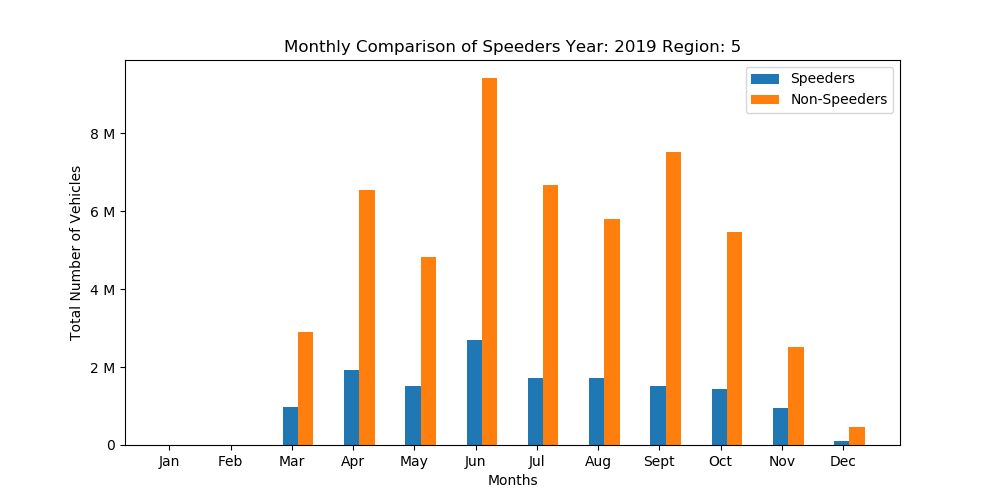 Monthly Comparison of Speeders Year: 2019 Region: 5
Speeders
Non-Speeders
Total Number of Vehicles
8 M
6 M
4 M
2 M
0
Jan Feb Mar Apr May Jun Jul Aug Sept Oct Nov Dec
Months